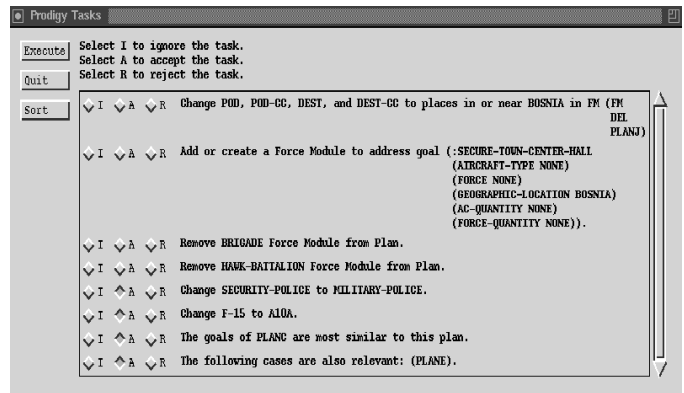 Prodigy Tasks
Execute
Quit
Sort
Select I to ignore the task.
Select A to accept the task.
Select R to reject the task.
I A R Change POD, POD-CC, DEST, and DEST-CC to places in or near BOSNIA in FM (FM
DEL
PLANJ)
I A R Add or create a Force Module to address goal (:SECURE-TOWN-CENTER-HALL
(AIRCRAFT-TYPE NONE)
(FORCE NONE)
(GEOGRAPHIC-LOCATION BOSNIA)
(AC-QUANTITY NONE)
(FORCE-QUANTITY NONE)).
I A R Remove BRIGADE Force Module from Plan.
I A R Remove HAWK-BATTALION Force Module from Plan.
I A R Change SECURITY-POLICE to MILITARY-POLICE.
I A R Change F-15 to A10A.
I A R The goals of PLANC are most similar to this plan.
I A R The following cases are also relevant: (PLANE).